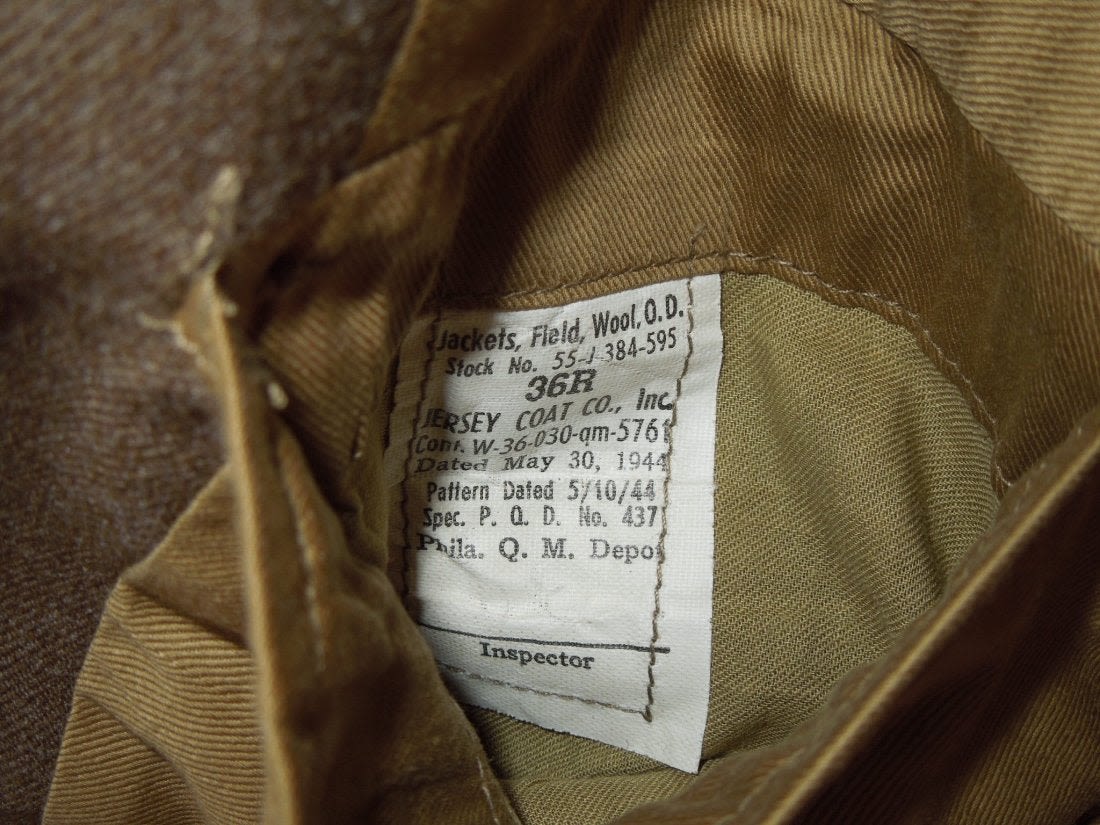 Jackets, Field, Wool, O.D.
Stock No. 55-J-384-595
36R
JERSEY COAT CO., Inc.
Cont. W-36-030-qm-5761
Dated May 30, 1944
Pattern Dated 5/10/44
Spec. P. Q. D. No. 437
Phila. Q. M. Depot
Inspector